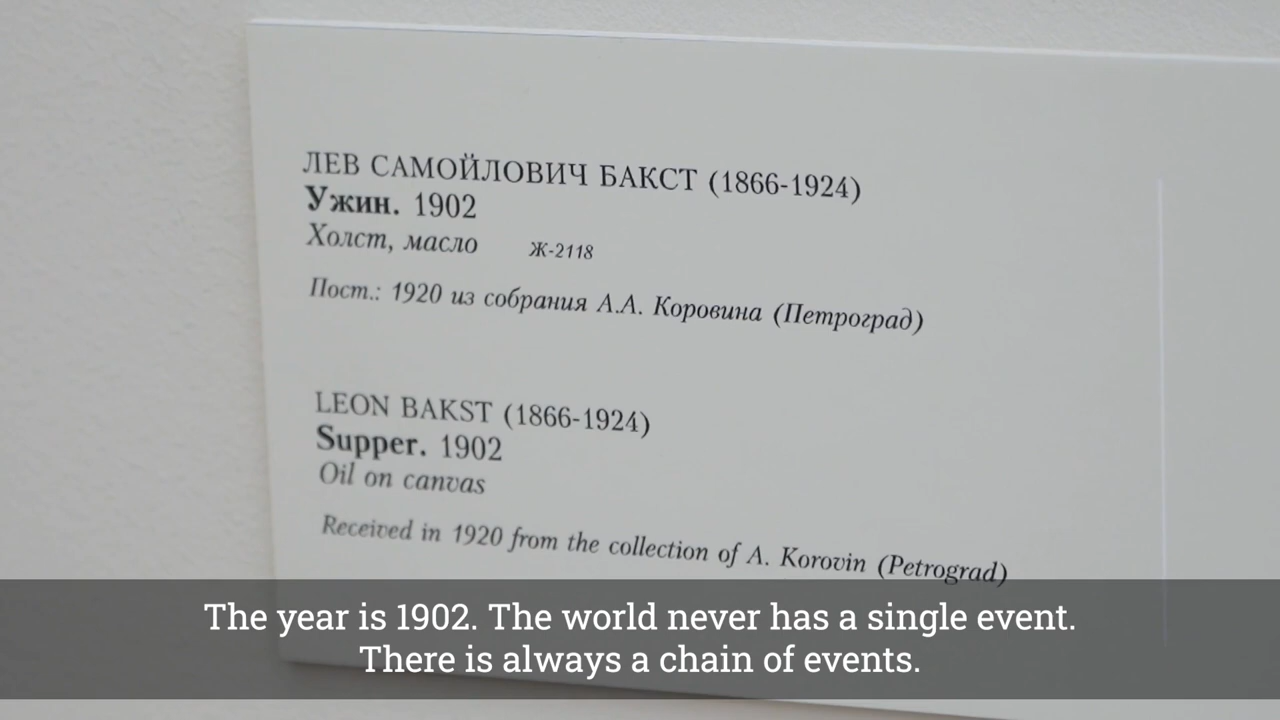 ЛЕВ САМОЙЛОВИЧ БАКСТ (1866-1924)
Ужин. 1902
Холст, масло Ж-2118
Пост.: 1920 из собрания А.А. Коровина (Петроград)
LEON BAKST (1866-1924)
Supper. 1902
Oil on canvas
Received in 1920 from the collection of A. Korovin (Petrograd)
The year is 1902. The world never has a single event.
There is always a chain of events.